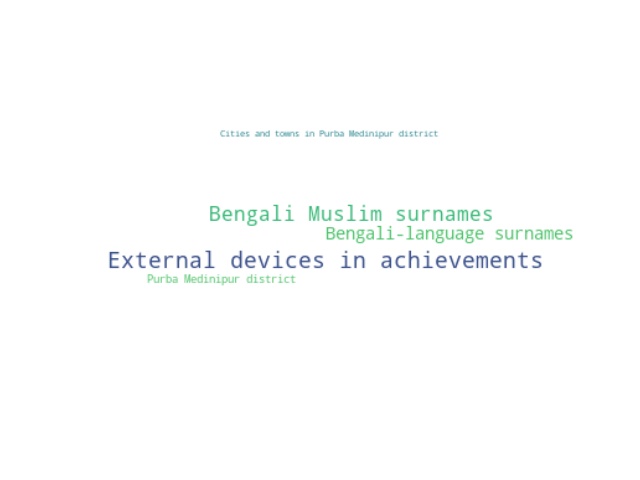 Cities and towns in Purba Medinipur district
Bengali Muslim surnames
Bengali-language surnames
External devices in achievements
Purba Medinipur district